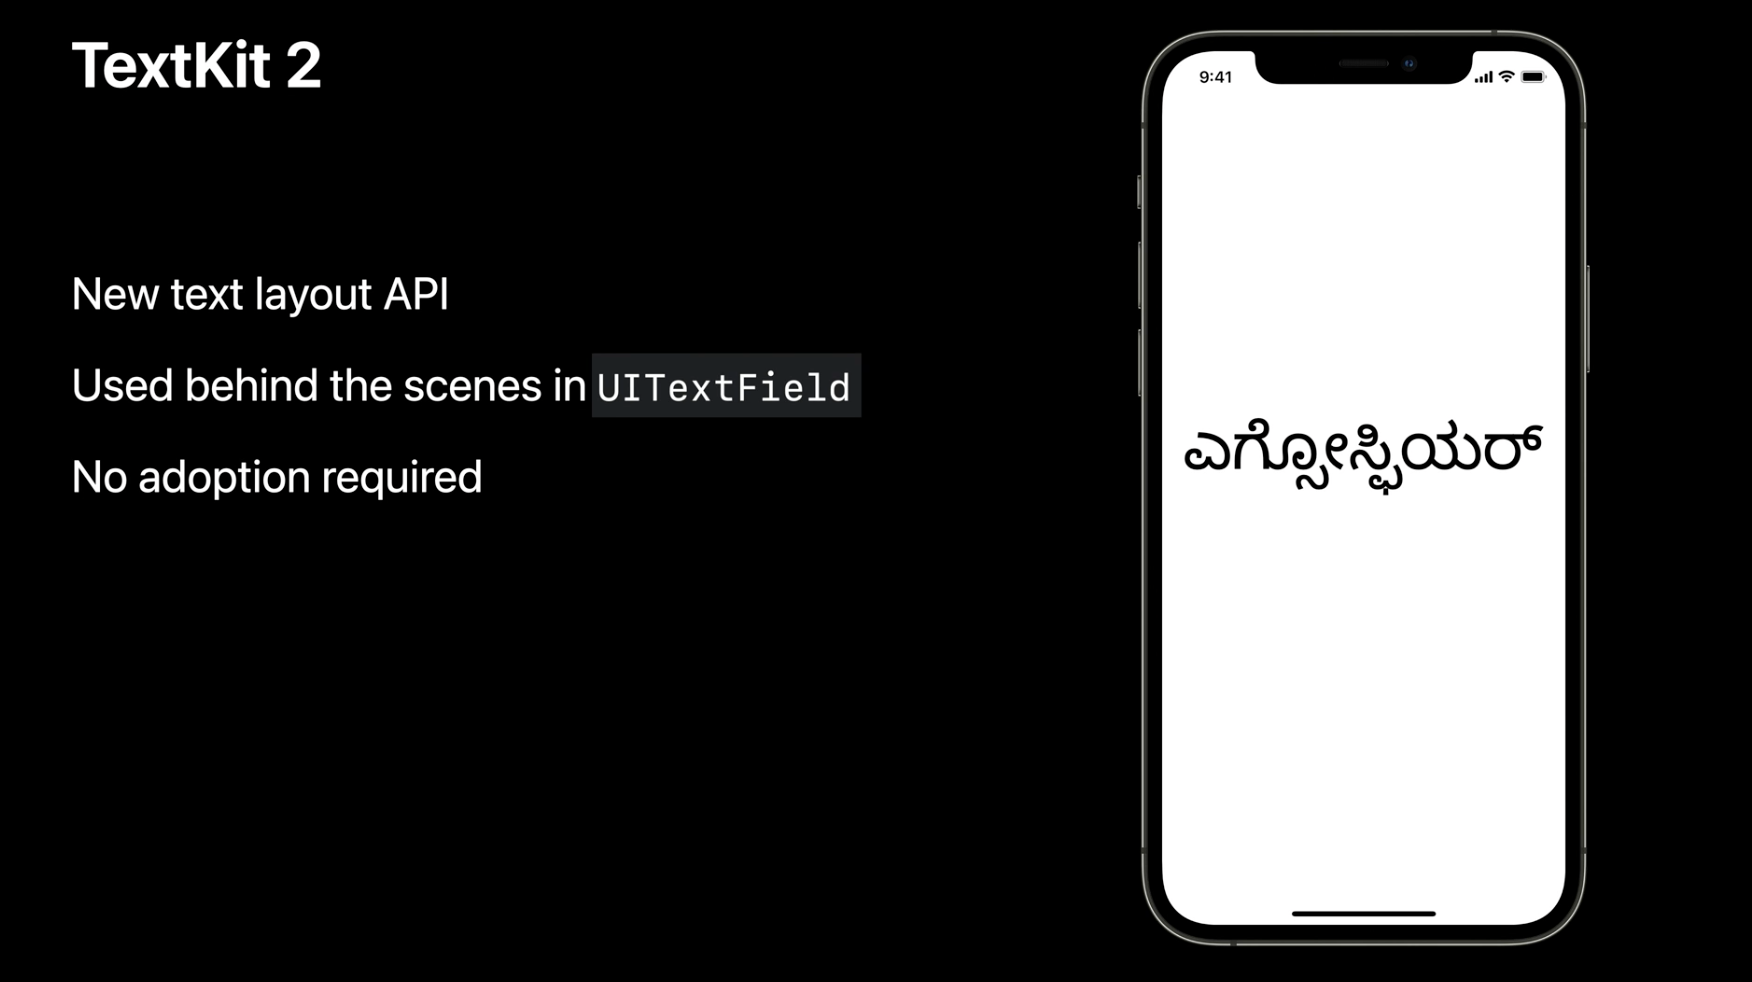 TextKit 2
New text layout API
Used behind the scenes in UITextField
No adoption required
9:41
ಎಗ್ಸೋಸ್ಫಿಯರ್